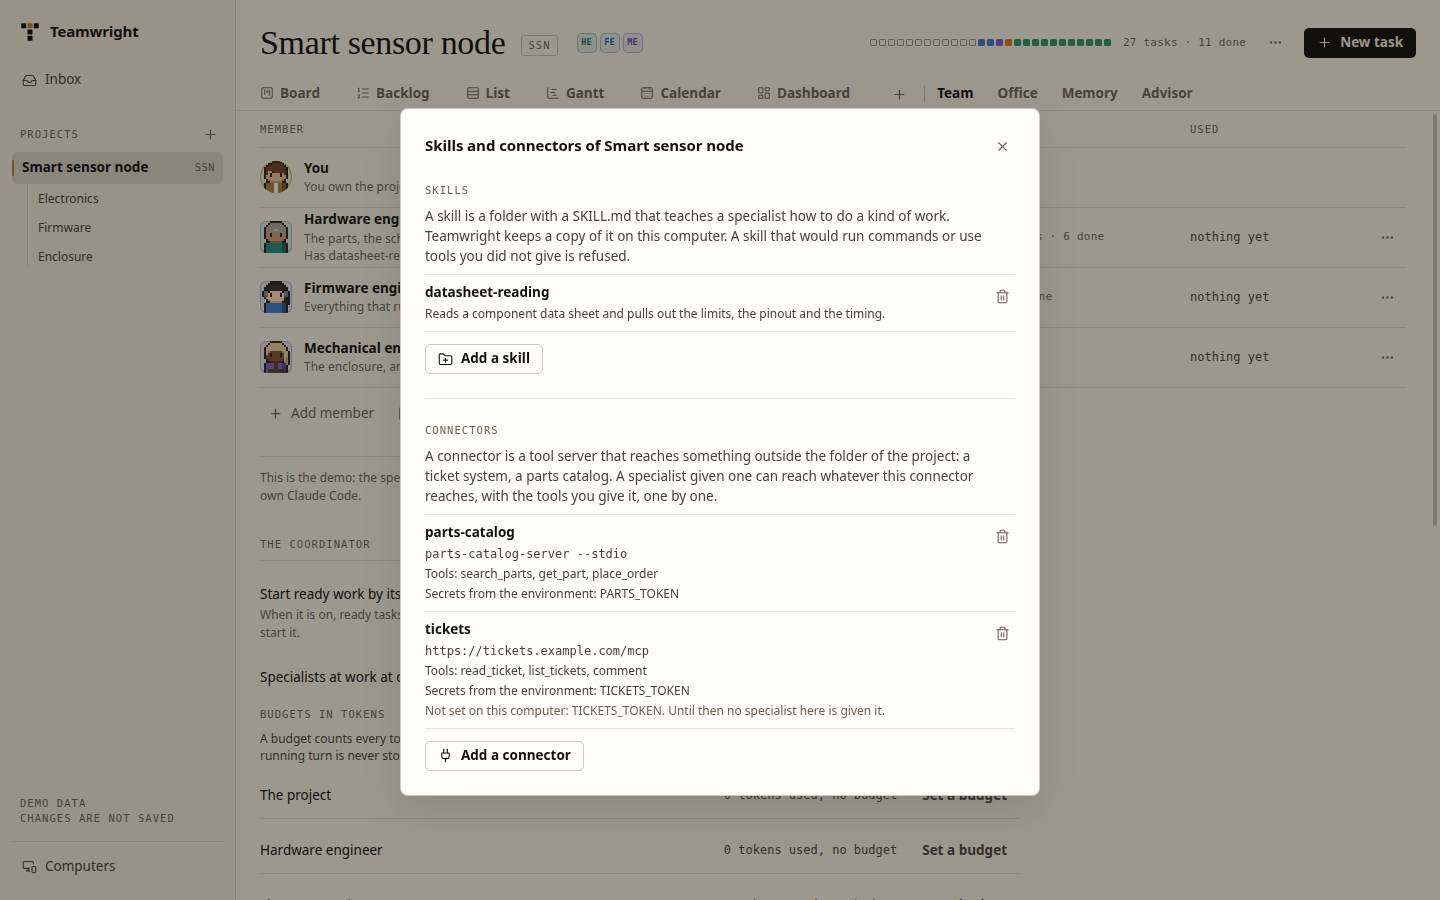 Teamwright
Inbox
PROJECTS
Smart sensor node SSN
Electronics
Firmware
Enclosure
DEMO DATA
CHANGES ARE NOT SAVED
Computers
Smart sensor node SSN HE FE ME
27 tasks · 11 done
New task
Board Backlog List Gantt Calendar Dashboard Team Office Memory Advisor
MEMBER USED
You
You own the proj
Hardware eng
The parts, the sch
Has datasheet-re
· 6 done nothing yet
Firmware engi
Everything that ru
ne nothing yet
Mechanical en
The enclosure, an
nothing yet
Add member
This is the demo: the spe
own Claude Code.
THE COORDINATOR
Start ready work by its
When it is on, ready tasks
start it.
Specialists at work at o
BUDGETS IN TOKENS
A budget counts every to
running turn is never sto
The project 0 tokens used, no budget Set a budget
Hardware engineer 0 tokens used, no budget Set a budget
Skills and connectors of Smart sensor node
SKILLS
A skill is a folder with a SKILL.md that teaches a specialist how to do a kind of work.
Teamwright keeps a copy of it on this computer. A skill that would run commands or use
tools you did not give is refused.
datasheet-reading
Reads a component data sheet and pulls out the limits, the pinout and the timing.
Add a skill
CONNECTORS
A connector is a tool server that reaches something outside the folder of the project: a
ticket system, a parts catalog. A specialist given one can reach whatever this connector
reaches, with the tools you give it, one by one.
parts-catalog
parts-catalog-server --stdio
Tools: search_parts, get_part, place_order
Secrets from the environment: PARTS_TOKEN
tickets
https://tickets.example.com/mcp
Tools: read_ticket, list_tickets, comment
Secrets from the environment: TICKETS_TOKEN
Not set on this computer: TICKETS_TOKEN. Until then no specialist here is given it.
Add a connector